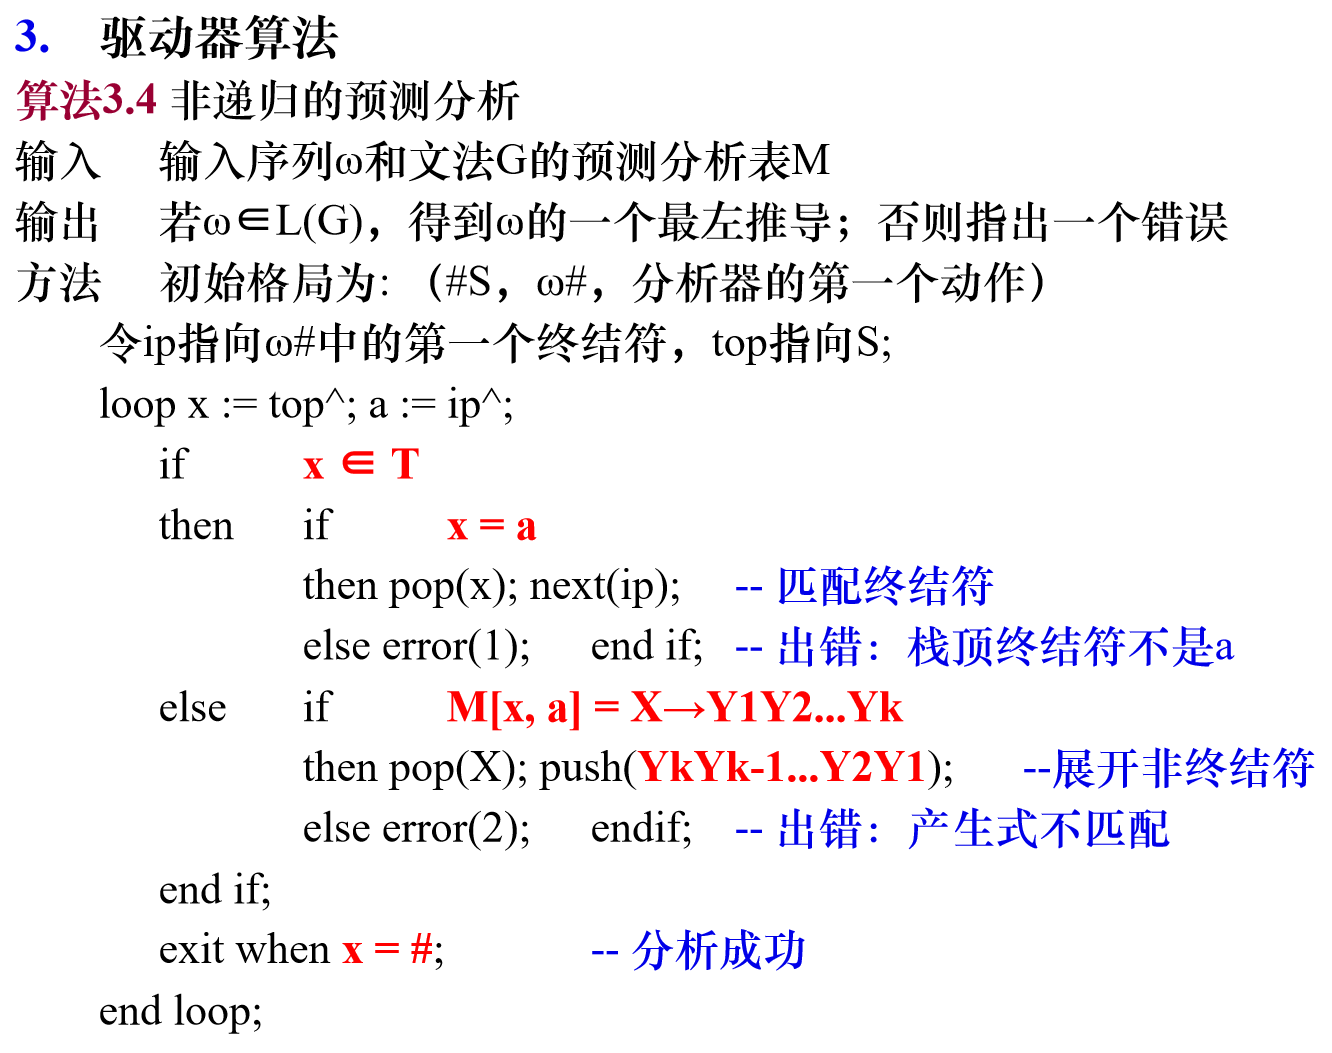 3. 驱动器算法
算法3.4 非递归的预测分析
输入 输入序列ω和文法G的预测分析表M
输出 若ω∈L(G)，得到ω的一个最左推导；否则指出一个错误
方法 初始格局为:（#S，ω#，分析器的第一个动作）
令ip指向ω#中的第一个终结符，top指向S;
loop x := top^; a := ip^;
if x ∈ T
then if x = a
then pop(x); next(ip); -- 匹配终结符
else error(1); end if; -- 出错：栈顶终结符不是a
else if M[x, a] = X→Y1Y2...Yk
then pop(X); push(YkYk-1...Y2Y1); --展开非终结符
else error(2); endif; -- 出错：产生式不匹配
end if;
exit when x = #; -- 分析成功
end loop;